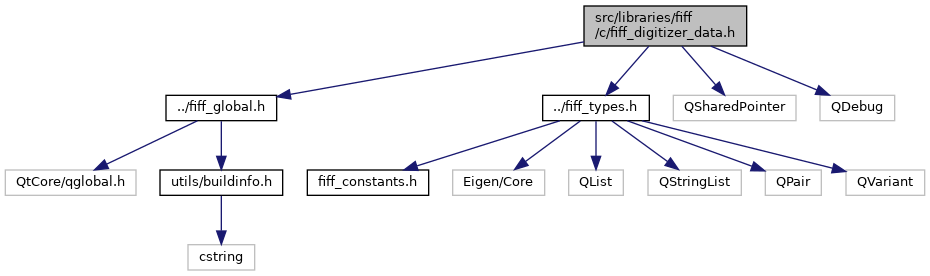 src/libraries/fiff
/c/fiff_digitizer_data.h
../fiff_global.h
../fiff_types.h
QSharedPointer
QDebug
QtCore/qglobal.h
utils/buildinfo.h
fiff_constants.h
Eigen/Core
QList
QStringList
QPair
QVariant
cstring